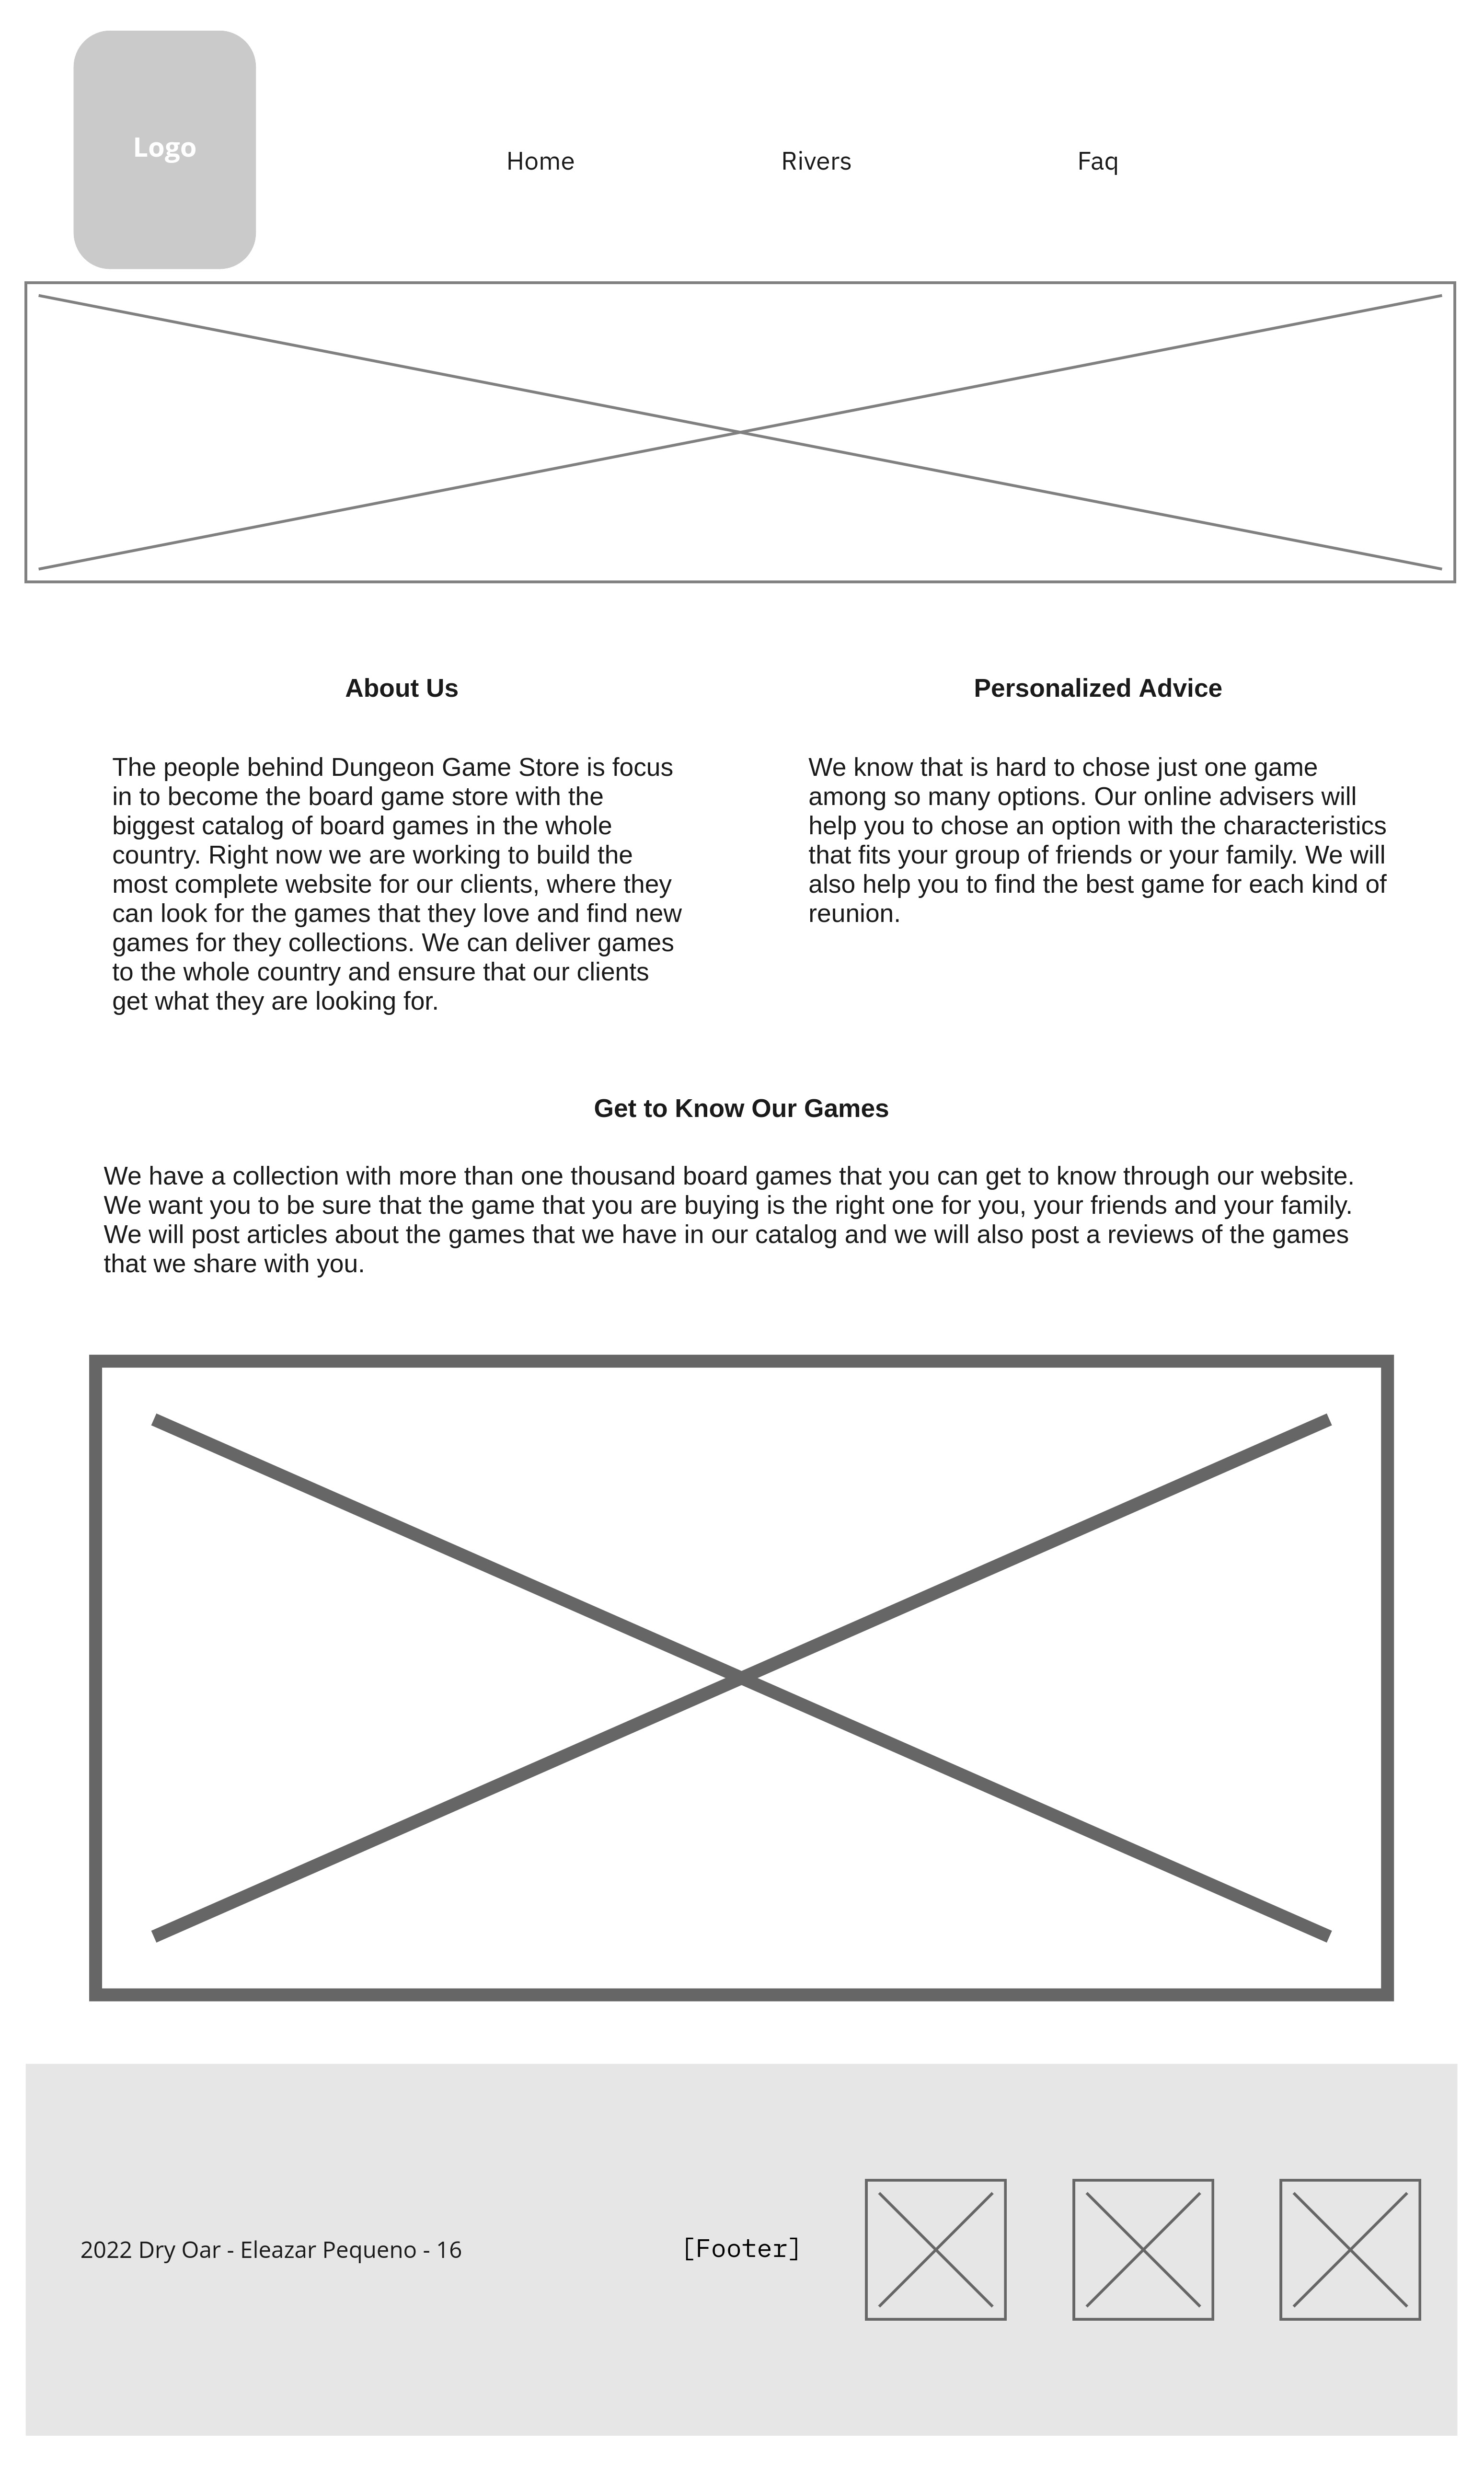 Logo
Home Rivers Faq
About Us
The people behind Dungeon Game Store is focus
in to become the board game store with the
biggest catalog of board games in the whole
country. Right now we are working to build the
most complete website for our clients, where they
can look for the games that they love and find new
games for they collections. We can deliver games
to the whole country and ensure that our clients
get what they are looking for.
Personalized Advice
We know that is hard to chose just one game
among so many options. Our online advisers will
help you to chose an option with the characteristics
that fits your group of friends or your family. We will
also help you to find the best game for each kind of
reunion.
Get to Know Our Games
We have a collection with more than one thousand board games that you can get to know through our website.
We want you to be sure that the game that you are buying is the right one for you, your friends and your family.
We will post articles about the games that we have in our catalog and we will also post a reviews of the games
that we share with you.
2022 Dry Oar - Eleazar Pequeno - 16
[Footer]